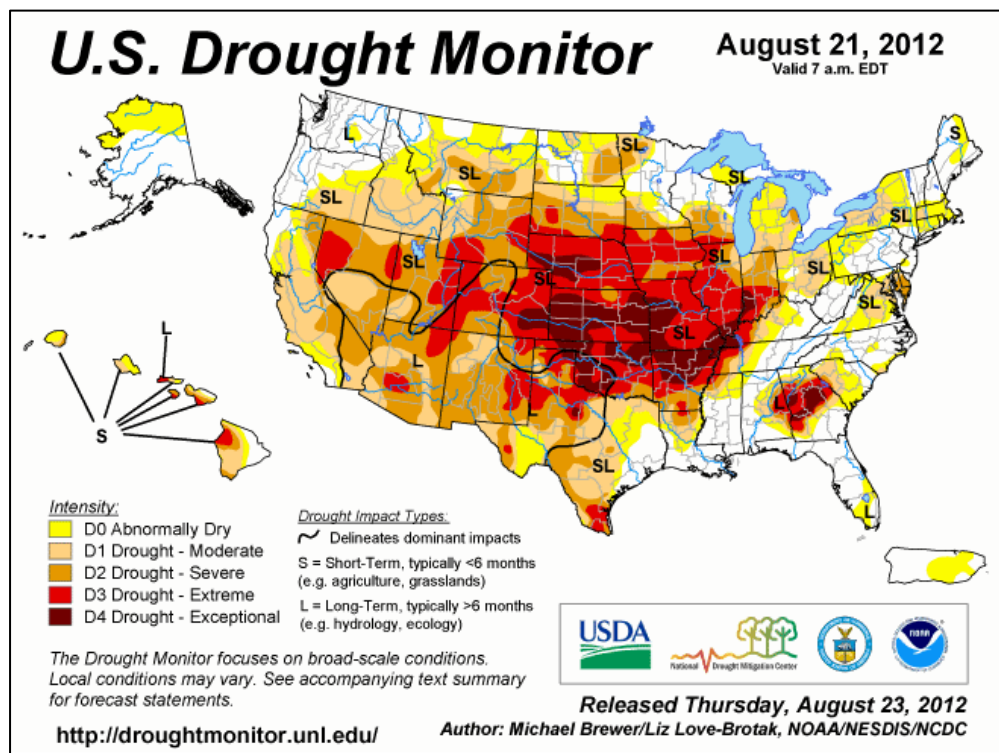 U.S. Drought Monitor
August 21, 2012
Valid 7 a.m. EDT
L
SL
SL
S
SL
SL
SL
SL
SL
SL
SL
SL
SL
L
L
SL
L
L
L
S
Intensity:
D0 Abnormally Dry
D1 Drought - Moderate
D2 Drought - Severe
D3 Drought - Extreme
D4 Drought - Exceptional
Drought Impact Types:
Delineates dominant impacts
S = Short-Term, typically <6 months
(e.g. agriculture, grasslands)
L = Long-Term, typically >6 months
(e.g. hydrology, ecology)
The Drought Monitor focuses on broad-scale conditions.
Local conditions may vary. See accompanying text summary
for forecast statements.
http://droughtmonitor.unl.edu/
USDA
National Drought Mitigation Center
NOAA
Released Thursday, August 23, 2012
Author: Michael Brewer/Liz Love-Brotak, NOAA/NESDIS/NCDC